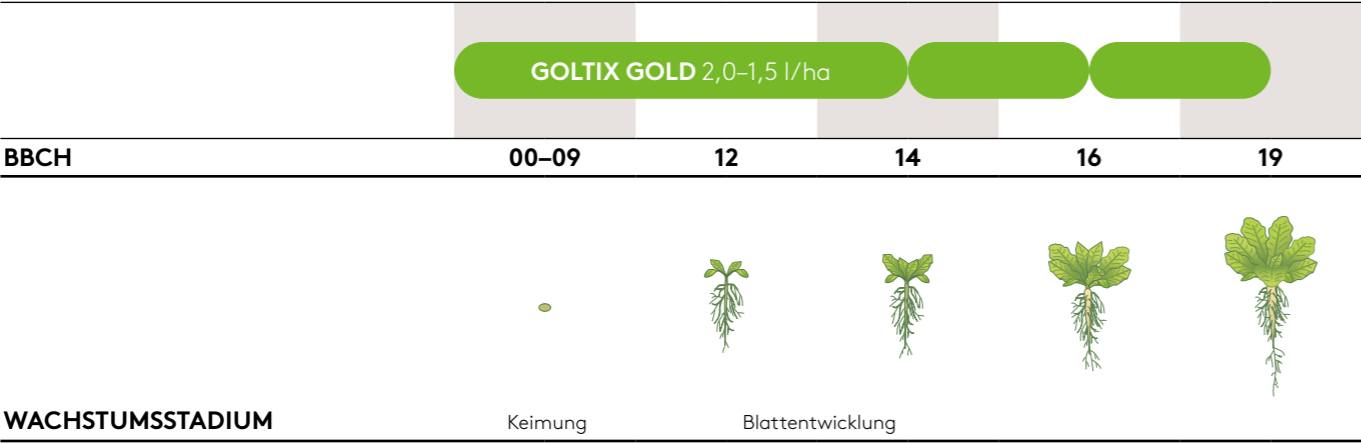 GOLTIX GOLD 2,0–1,5 l/ha
BBCH 00–09 12 14 16 19
WACHSTUMSSTADIUM Keimung Blattentwicklung